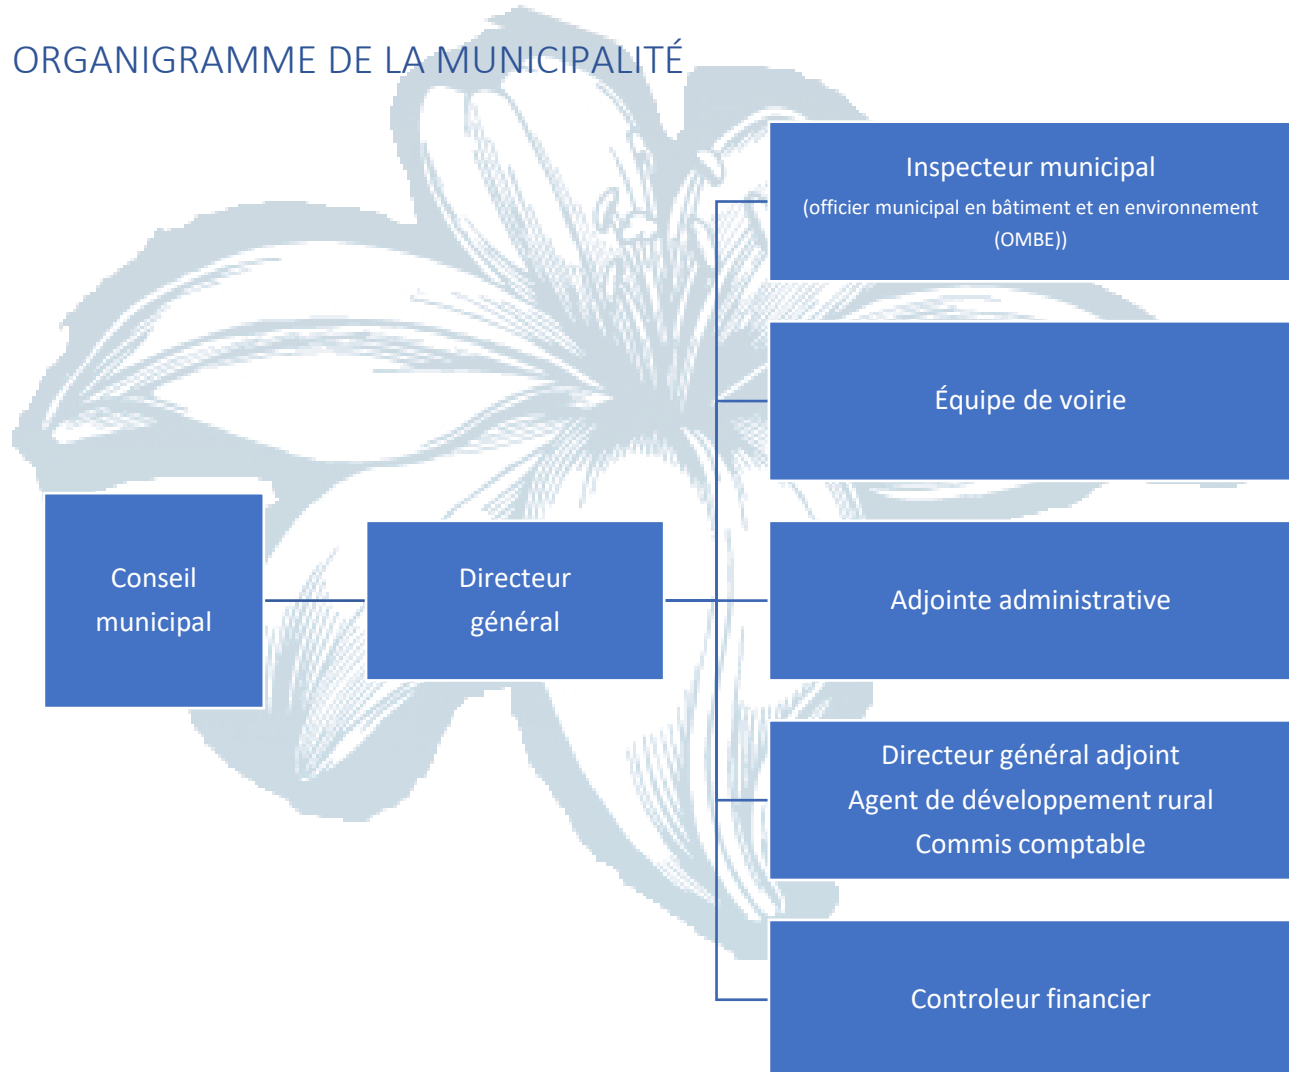 ORGANIGRAMME DE LA MUNICIPALITÉ
Inspecteur municipal
(officier municipal en bâtiment et en environnement
(OMBE))
Équipe de voirie
Conseil
municipal
Directeur
général
Adjointe administrative
Directeur général adjoint
Agent de développement rural
Commis comptable
Controleur financier